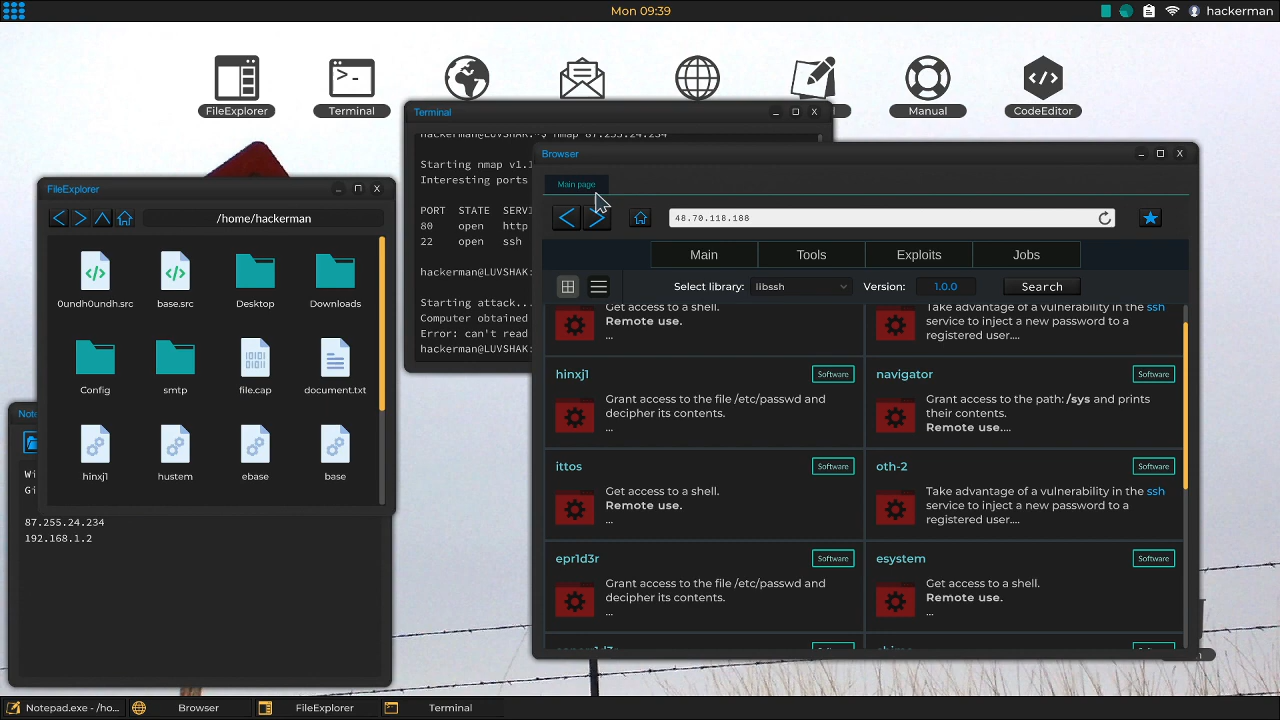 Mon 09:39
hackerman
FileExplorer
Terminal
Manual
CodeEditor
Terminal
hackerman@LUVSHAK:~$ nmap 87.255.24.234
Starting nmap v1.1
Interesting ports
PORT STATE SERVI
80 open http
22 open ssh
hackerman@LUVSHAK:
Starting attack...
Computer obtained
Error: can't read
hackerman@LUVSHAK:
Browser
Main page
48.70.118.188
Main
Tools
Exploits
Jobs
Select library:
libssh
Version:
1.0.0
Search
Get access to a shell.
Remote use.
...
Take advantage of a vulnerability in the ssh
service to inject a new password to a
registered user....
hinxj1
Software
Grant access to the file /etc/passwd and
decipher its contents.
...
navigator
Software
Grant access to the path: /sys and prints
their contents.
Remote use....
ittos
Software
Get access to a shell.
Remote use.
...
oth-2
Software
Take advantage of a vulnerability in the ssh
service to inject a new password to a
registered user....
epr1d3r
Software
Grant access to the file /etc/passwd and
decipher its contents.
...
esystem
Software
Get access to a shell.
Remote use.
...
FileExplorer
/home/hackerman
0undh0undh.src
base.src
Desktop
Downloads
Config
smtp
file.cap
document.txt
hinxj1
hustem
ebase
base
Note
Wi
Gi
87.255.24.234
192.168.1.2
Notepad.exe - /ho...
Browser
FileExplorer
Terminal